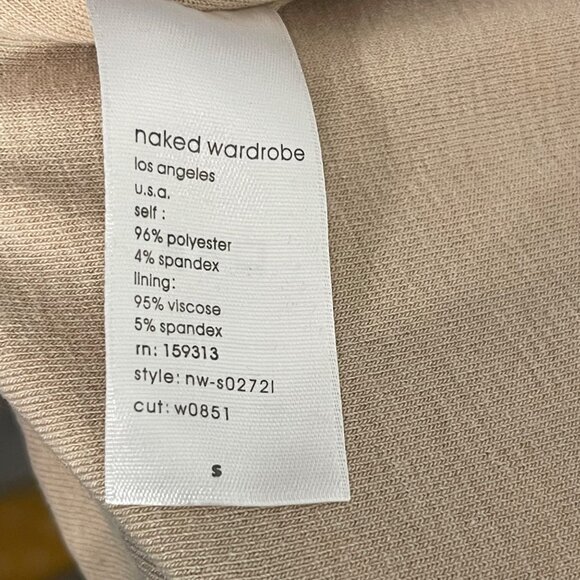 naked wardrobe
los angeles
u.s.a.
self :
96% polyester
4% spandex
lining:
95% viscose
5% spandex
rn: 159313
style: nw-s0272l
cut: w0851
s